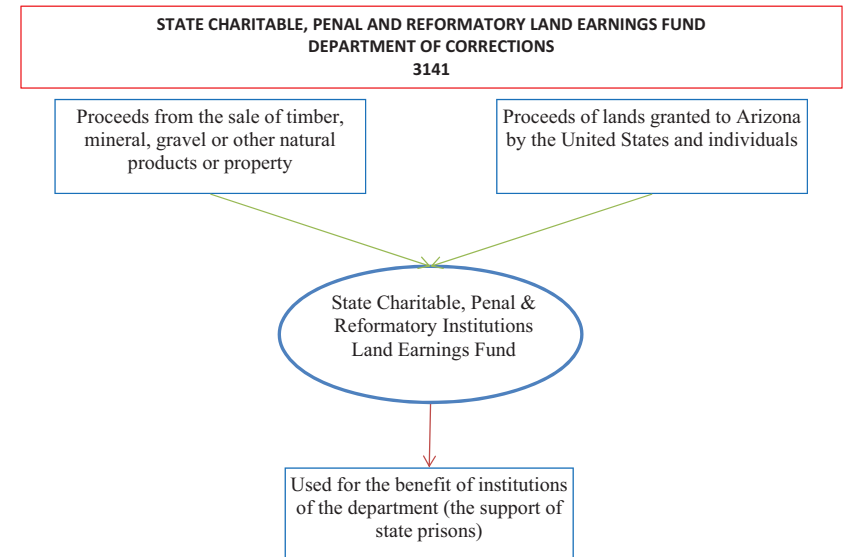 STATE CHARITABLE, PENAL AND REFORMATORY LAND EARNINGS FUND
DEPARTMENT OF CORRECTIONS
3141
Proceeds from the sale of timber,
mineral, gravel or other natural
products or property
Proceeds of lands granted to Arizona
by the United States and individuals
State Charitable, Penal &
Reformatory Institutions
Land Earnings Fund
Used for the benefit of institutions
of the department (the support of
state prisons)